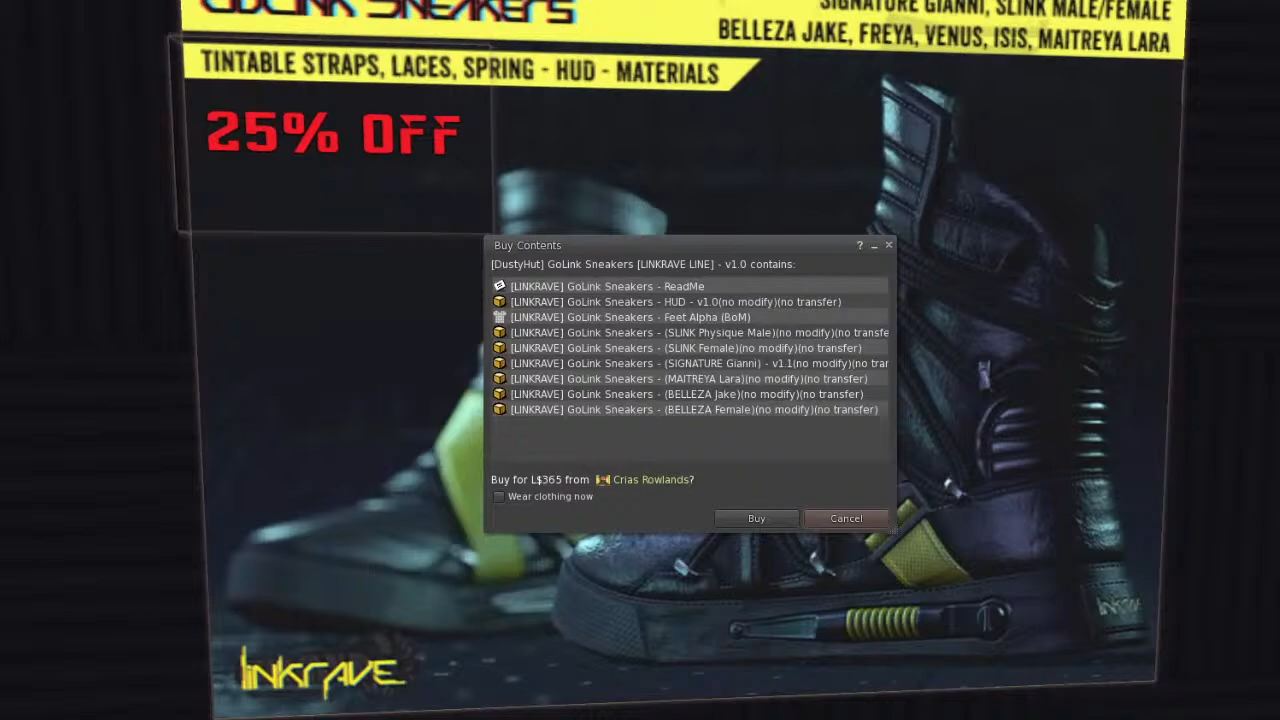 GOLINK SNEAKERS
SIGNATURE GIANNI, SLINK MALE/FEMALE
BELLEZA JAKE, FREYA, VENUS, ISIS, MAITREYA LARA
TINTABLE STRAPS, LACES, SPRING - HUD - MATERIALS
25% OFF
Buy Contents
? _ ×
[DustyHut] GoLink Sneakers [LINKRAVE LINE] - v1.0 contains:
[LINKRAVE] GoLink Sneakers - ReadMe
[LINKRAVE] GoLink Sneakers - HUD - v1.0(no modify)(no transfer)
[LINKRAVE] GoLink Sneakers - Feet Alpha (BoM)
[LINKRAVE] GoLink Sneakers - (SLINK Physique Male)(no modify)(no transfe
[LINKRAVE] GoLink Sneakers - (SLINK Female)(no modify)(no transfer)
[LINKRAVE] GoLink Sneakers - (SIGNATURE Gianni) - v1.1(no modify)(no trar
[LINKRAVE] GoLink Sneakers - (MAITREYA Lara)(no modify)(no transfer)
[LINKRAVE] GoLink Sneakers - (BELLEZA Jake)(no modify)(no transfer)
[LINKRAVE] GoLink Sneakers - (BELLEZA Female)(no modify)(no transfer)
Buy for L$365 from Crias Rowlands?
Wear clothing now
Buy Cancel
linkrave